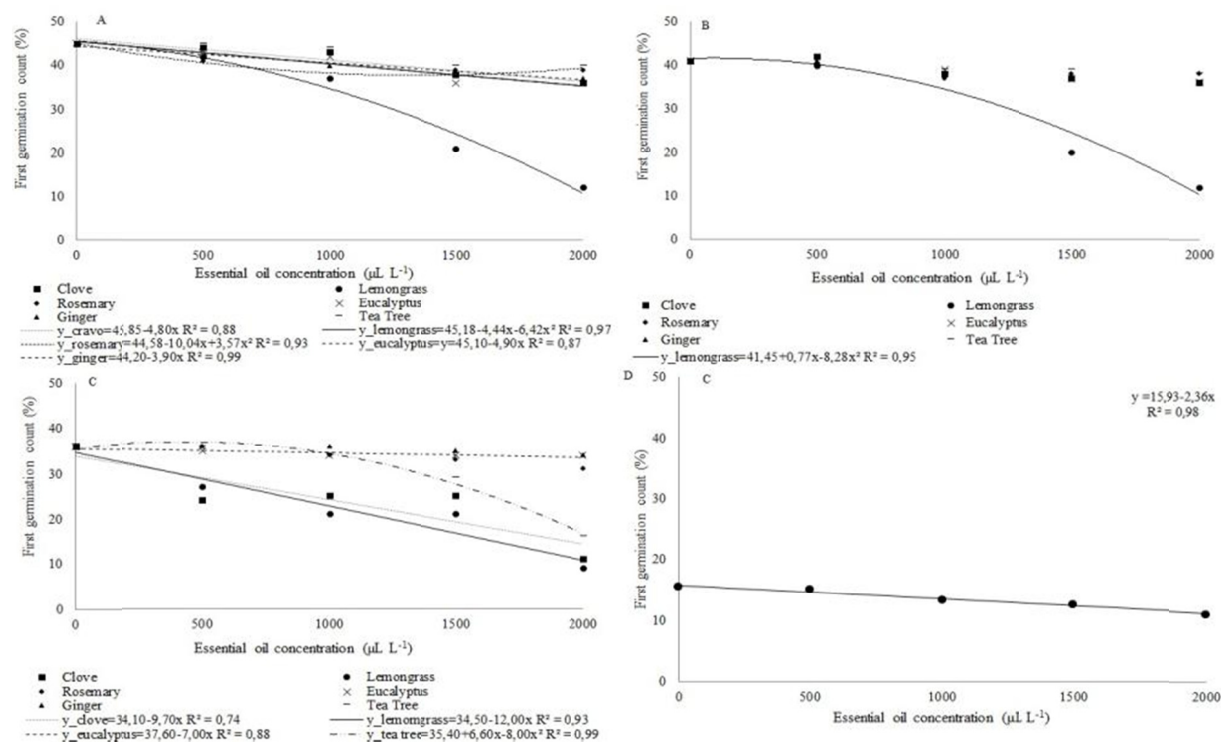 A
First germination count (%)
50
40
30
20
10
0
0 500 1000 1500 2000
Essential oil concentration (µL L⁻¹)
Clove Lemongrass
Rosemary Eucalyptus
Ginger Tea Tree
y_cravo=45,85-4,80x R² = 0,88 y_lemongrass=45,18-4,44x-6,42x² R² = 0,97
y_rosemary=44,58-10,04x+3,57x² R² = 0,93 y_eucalyptus=y=45,10-4,90x R² = 0,87
y_ginger=44,20-3,90x R² = 0,99
B
First germination count (%)
50
40
30
20
10
0
0 500 1000 1500 2000
Essential oil concentration (µL L⁻¹)
Clove Lemongrass
Rosemary Eucalyptus
Ginger Tea Tree
y_lemongrass=41,45+0,77x-8,28x² R² = 0,95
C
First germination count (%)
50
40
30
20
10
0
0 500 1000 1500 2000
Essential oil concentration (µL L⁻¹)
Clove Lemongrass
Rosemary Eucalyptus
Ginger Tea Tree
y_clove=34,10-9,70x R² = 0,74 y_lemongrass=34,50-12,00x R² = 0,93
y_eucalyptus=37,60-7,00x R² = 0,88 y_tea tree=35,40+6,60x-8,00x² R² = 0,99
D C
y =15,93-2,36x
R² = 0,98
First germination count (%)
50
40
30
20
10
0
0 500 1000 1500 2000
Essential oil concentration (µL L⁻¹)